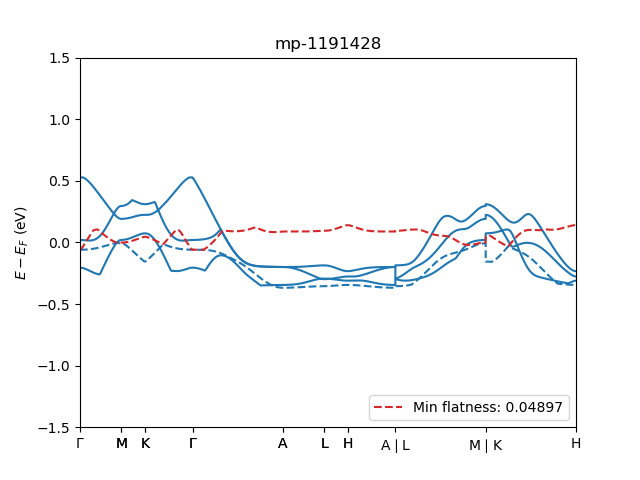 mp-1191428
1.5
1.0
0.5
0.0
−0.5
−1.0
−1.5
E − E_F (eV)
Min flatness: 0.04897
Γ M K Γ A L H A | L M | K H